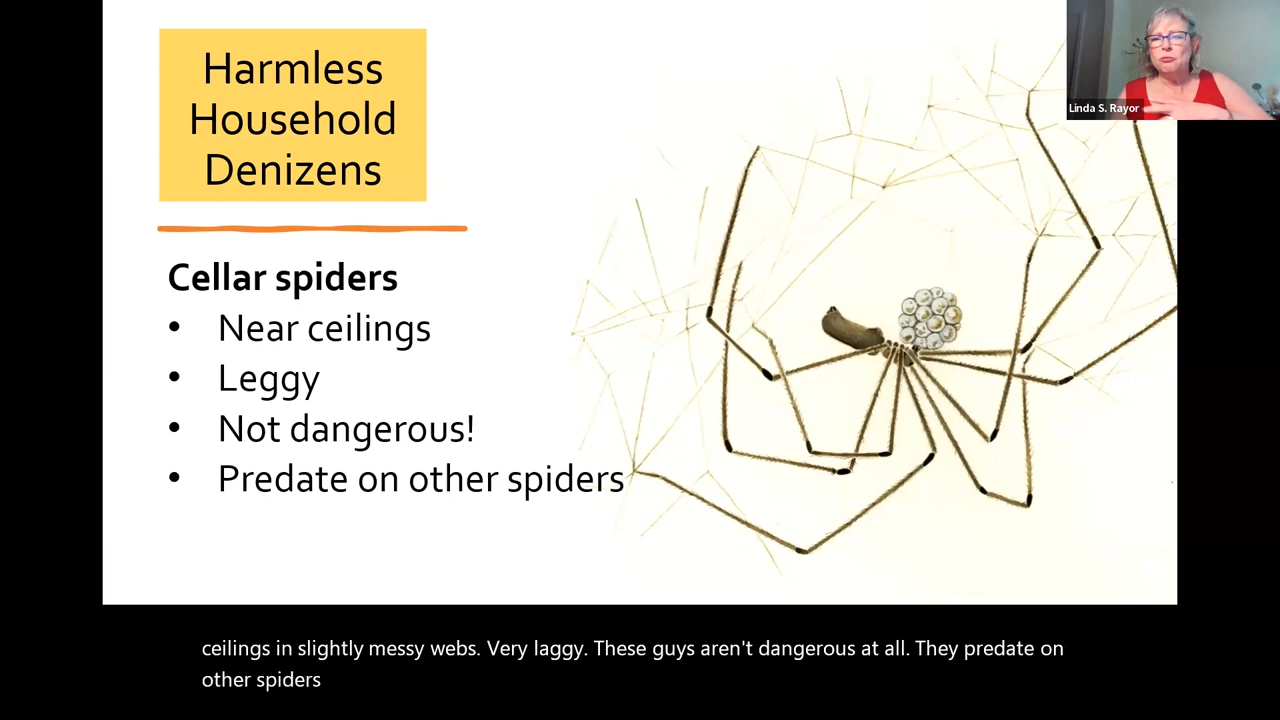 Harmless
Household
Denizens
Linda S. Rayor
Cellar spiders
• Near ceilings
• Leggy
• Not dangerous!
• Predate on other spiders
ceilings in slightly messy webs. Very laggy. These guys aren't dangerous at all. They predate on
other spiders